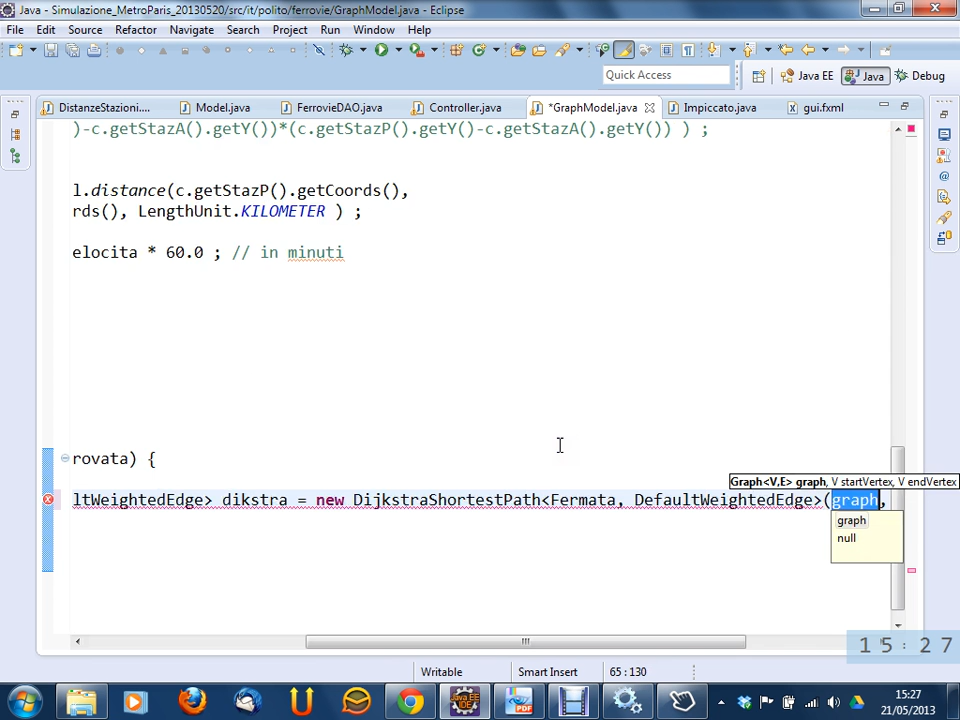 Java - Simulazione_MetroParis_20130520/src/it/polito/ferrovie/GraphModel.java - Eclipse
File Edit Source Refactor Navigate Search Project Run Window Help
Quick Access
Java EE Java Debug
DistanzeStazioni.... Model.java FerrovieDAO.java Controller.java *GraphModel.java Impiccato.java gui.fxml
)-c.getStazA().getY())*(c.getStazP().getY()-c.getStazA().getY()) ) ;
l.distance(c.getStazP().getCoords(),
rds(), LengthUnit.KILOMETER ) ;
elocita * 60.0 ; // in minuti
rovata) {
Graph<V,E> graph, V startVertex, V endVertex
ltWeightedEdge> dikstra = new DijkstraShortestPath<Fermata, DefaultWeightedEdge>(graph,
graph
null
15:27
Writable Smart Insert 65 : 130
15:27
21/05/2013